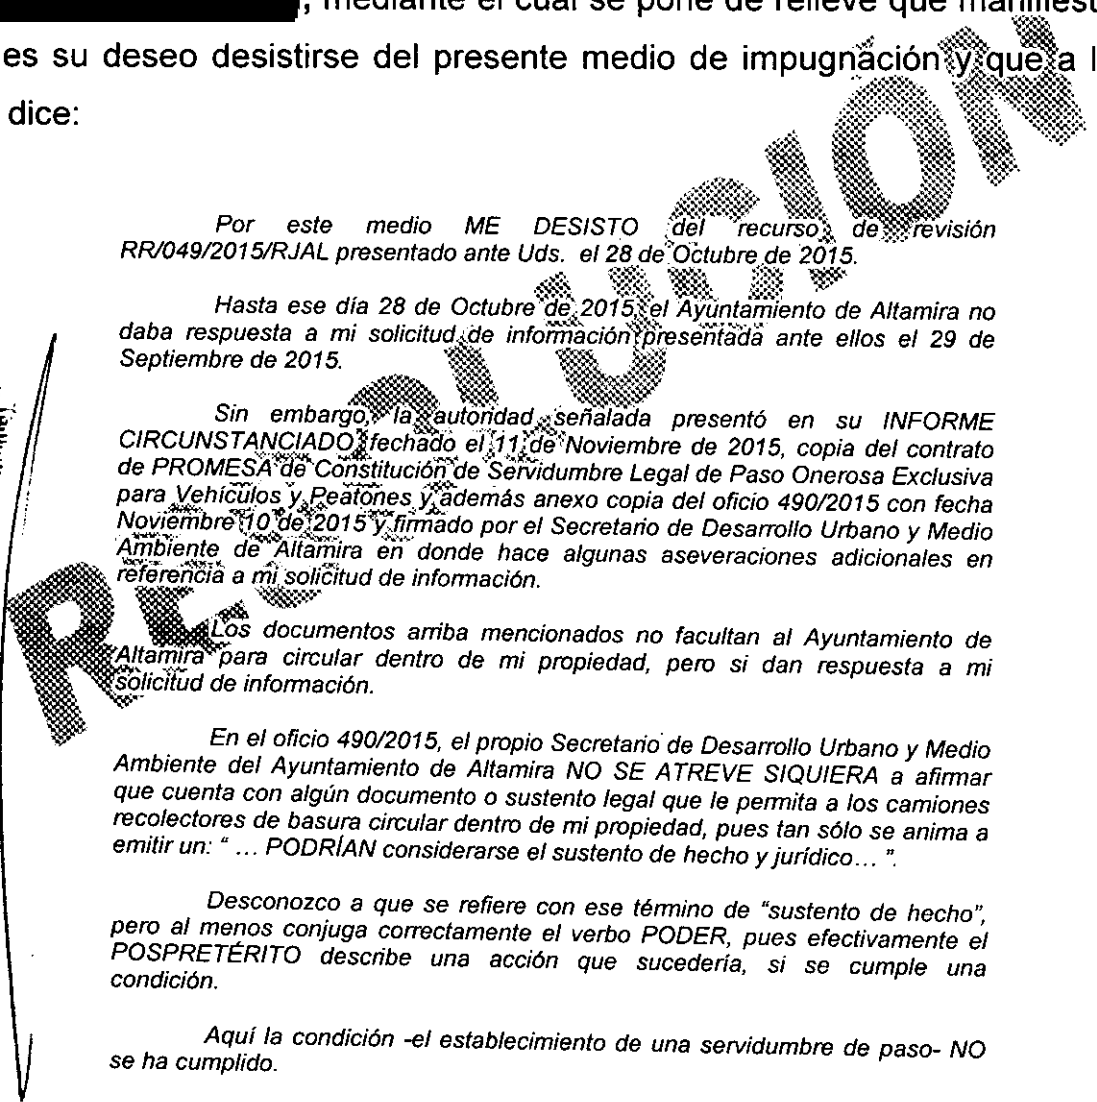 , mediante el cual se pone de relieve que
es su deseo desistirse del presente medio de impugnación y que a
dice:
Por este medio ME DESISTO del recurso de revisión
RR/049/2015/RJAL presentado ante Uds. el 28 de Octubre de 2015.
Hasta ese día 28 de Octubre de 2015, el Ayuntamiento de Altamira no
daba respuesta a mi solicitud de información presentada ante ellos el 29 de
Septiembre de 2015.
Sin embargo, la autoridad señalada presentó en su INFORME
CIRCUNSTANCIADO fechado el 11 de Noviembre de 2015, copia del contrato
de PROMESA de Constitución de Servidumbre Legal de Paso Onerosa Exclusiva
para Vehículos y Peatones y además anexo copia del oficio 490/2015 con fecha
Noviembre 10 de 2015 y firmado por el Secretario de Desarrollo Urbano y Medio
Ambiente de Altamira en donde hace algunas aseveraciones adicionales en
referencia a mi solicitud de información.
Los documentos arriba mencionados no facultan al Ayuntamiento de
Altamira para circular dentro de mi propiedad, pero si dan respuesta a mi
solicitud de información.
En el oficio 490/2015, el propio Secretario de Desarrollo Urbano y Medio
Ambiente del Ayuntamiento de Altamira NO SE ATREVE SIQUIERA a afirmar
que cuenta con algún documento o sustento legal que le permita a los camiones
recolectores de basura circular dentro de mi propiedad, pues tan sólo se anima a
emitir un: “ ... PODRÍAN considerarse el sustento de hecho y jurídico... ”.
Desconozco a que se refiere con ese término de “sustento de hecho”,
pero al menos conjuga correctamente el verbo PODER, pues efectivamente el
POSPRETÉRITO describe una acción que sucedería, si se cumple una
condición.
Aquí la condición -el establecimiento de una servidumbre de paso- NO
se ha cumplido.
RESOLUCION